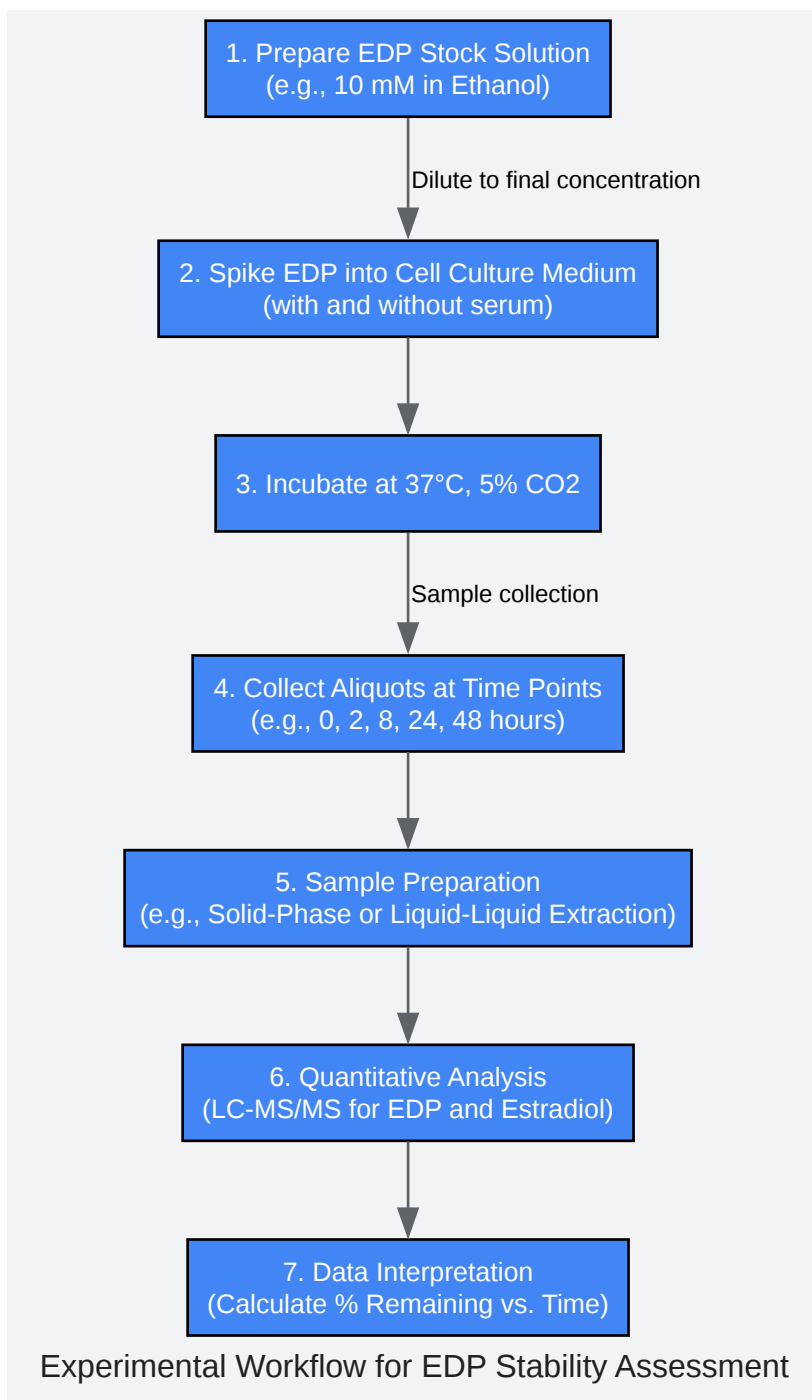 1. Prepare EDP Stock Solution
(e.g., 10 mM in Ethanol)
Dilute to final concentration
2. Spike EDP into Cell Culture Medium
(with and without serum)
3. Incubate at 37°C, 5% CO2
Sample collection
4. Collect Aliquots at Time Points
(e.g., 0, 2, 8, 24, 48 hours)
5. Sample Preparation
(e.g., Solid-Phase or Liquid-Liquid Extraction)
6. Quantitative Analysis
(LC-MS/MS for EDP and Estradiol)
7. Data Interpretation
(Calculate % Remaining vs. Time)
Experimental Workflow for EDP Stability Assessment